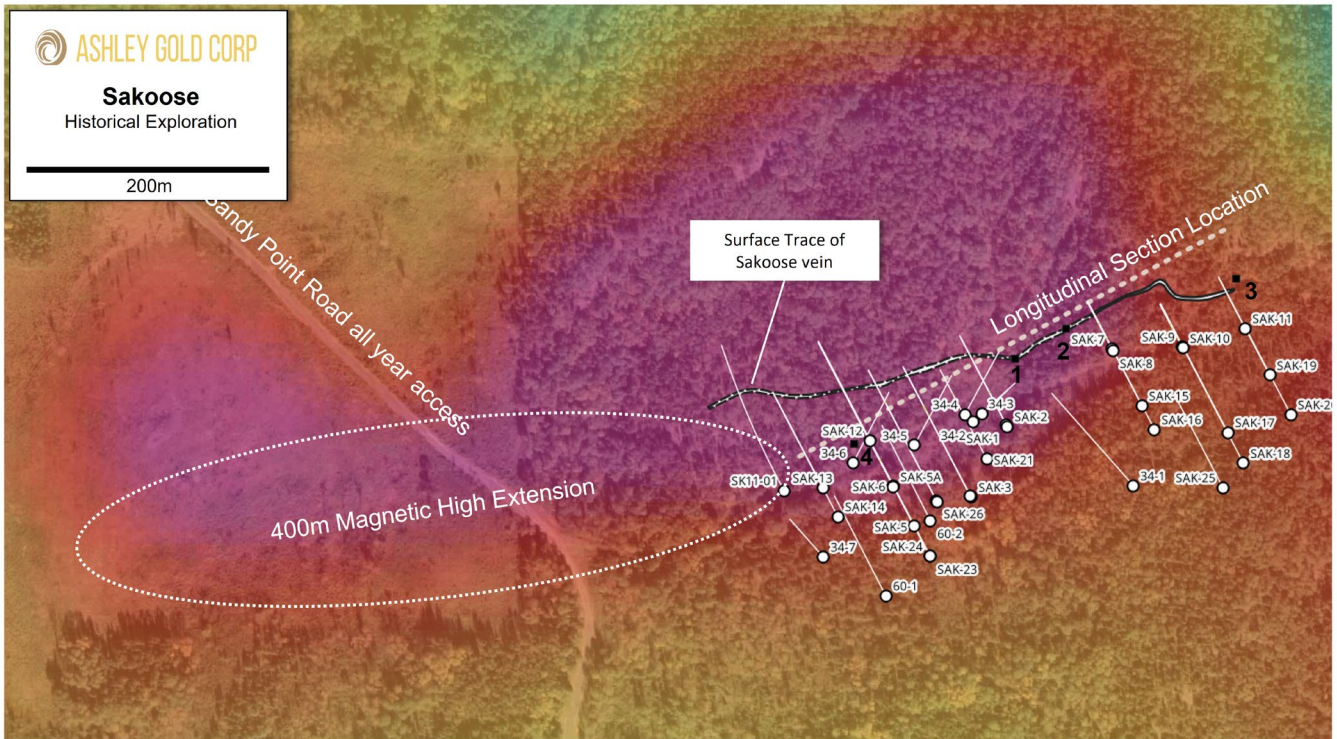 ASHLEY GOLD CORP
Sakoose
Historical Exploration
200m
Sandy Point Road all year access
Surface Trace of
Sakoose vein
Longitudinal Section Location
400m Magnetic High Extension
3
SAK-11
2
SAK-7
SAK-9
SAK-10
1
SAK-8
SAK-19
34-4
34-3
SAK-15
SAK-20
SAK-12
34-5
34-2
SAK-1
SAK-2
SAK-16
SAK-17
4
34-6
SAK-21
SAK-18
SK11-01
SAK-13
SAK-6
SAK-5A
SAK-3
34-1
SAK-25
SAK-14
SAK-26
SAK-5
60-2
34-7
SAK-24
SAK-23
60-1